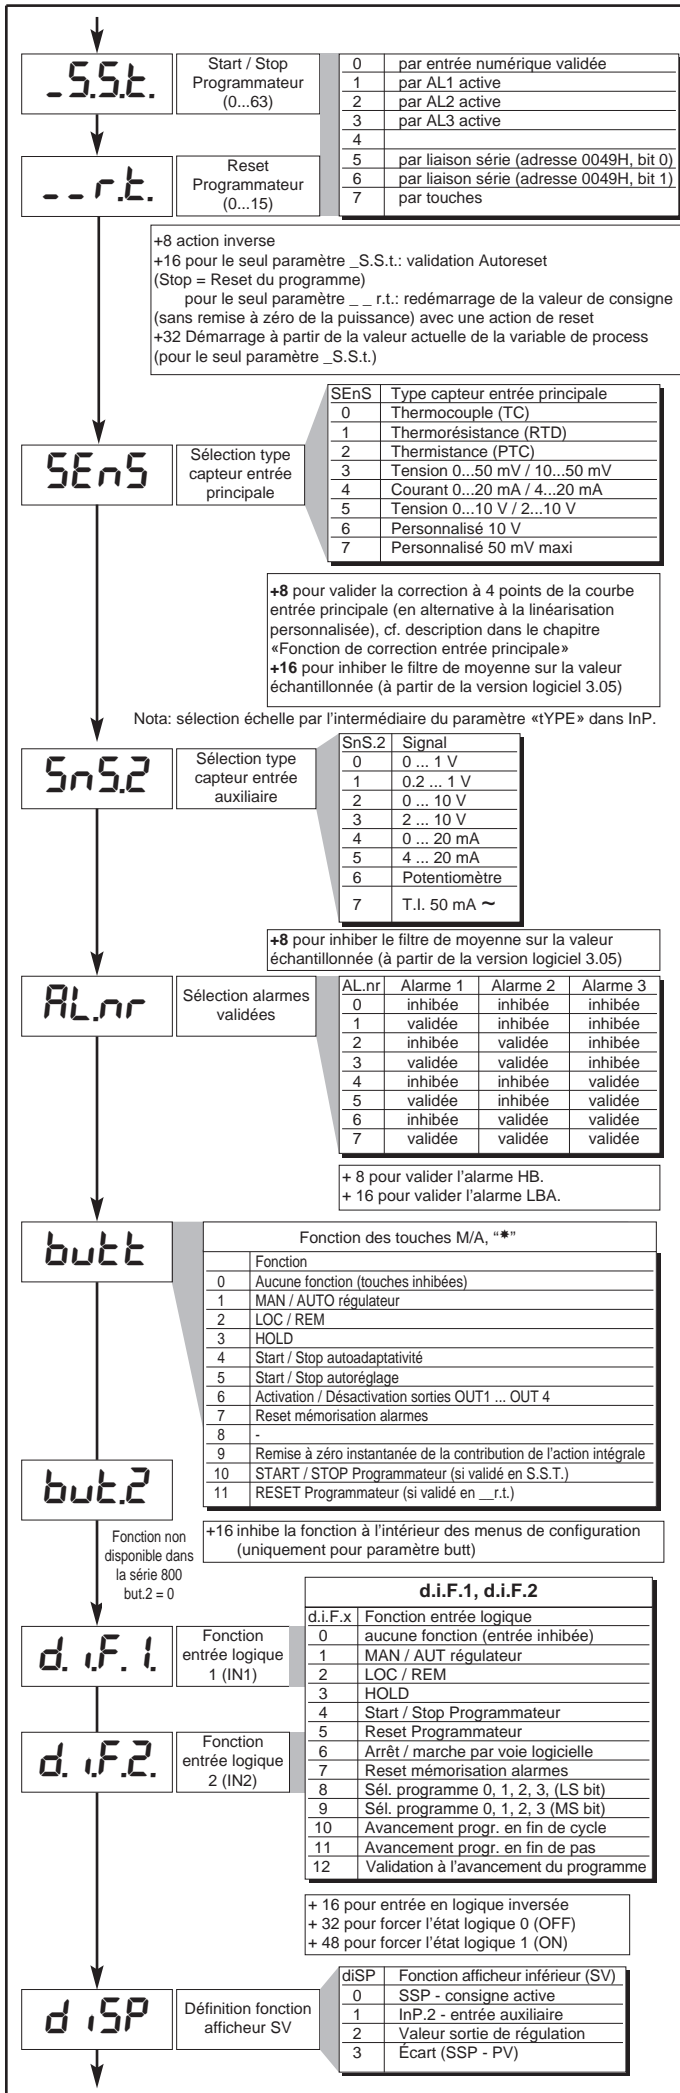 _S.S.t.
Start / Stop
Programmateur
(0...63)
0 par entrée numérique validée
1 par AL1 active
2 par AL2 active
3 par AL3 active
4
5 par liaison série (adresse 0049H, bit 0)
6 par liaison série (adresse 0049H, bit 1)
7 par touches
_ _ r.t.
Reset
Programmateur
(0...15)
+8 action inverse
+16 pour le seul paramètre _S.S.t.: validation Autoreset
(Stop = Reset du programme)
pour le seul paramètre _ _ r.t.: redémarrage de la valeur de consigne
(sans remise à zéro de la puissance) avec une action de reset
+32 Démarrage à partir de la valeur actuelle de la variable de process
(pour le seul paramètre _S.S.t.)
SEnS
Sélection type
capteur entrée
principale
SEnS Type capteur entrée principale
0 Thermocouple (TC)
1 Thermorésistance (RTD)
2 Thermistance (PTC)
3 Tension 0...50 mV / 10...50 mV
4 Courant 0...20 mA / 4...20 mA
5 Tension 0...10 V / 2...10 V
6 Personnalisé 10 V
7 Personnalisé 50 mV maxi
+8 pour valider la correction à 4 points de la courbe
entrée principale (en alternative à la linéarisation
personnalisée), cf. description dans le chapitre
«Fonction de correction entrée principale»
+16 pour inhiber le filtre de moyenne sur la valeur
échantillonnée (à partir de la version logiciel 3.05)
Nota: sélection échelle par l'intermédiaire du paramètre «tYPE» dans InP.
SnS.2
Sélection type
capteur entrée
auxiliaire
SnS.2 Signal
0 0 ... 1 V
1 0.2 ... 1 V
2 0 ... 10 V
3 2 ... 10 V
4 0 ... 20 mA
5 4 ... 20 mA
6 Potentiomètre
7 T.I. 50 mA ~
+8 pour inhiber le filtre de moyenne sur la valeur
échantillonnée (à partir de la version logiciel 3.05)
AL.nr
Sélection alarmes
validées
AL.nr Alarme 1 Alarme 2 Alarme 3
0 inhibée inhibée inhibée
1 validée inhibée inhibée
2 inhibée validée inhibée
3 validée validée inhibée
4 inhibée inhibée validée
5 validée inhibée validée
6 inhibée validée validée
7 validée validée validée
+ 8 pour valider l'alarme HB.
+ 16 pour valider l'alarme LBA.
butt
Fonction des touches M/A, “*”
Fonction
0 Aucune fonction (touches inhibées)
1 MAN / AUTO régulateur
2 LOC / REM
3 HOLD
4 Start / Stop autoadaptativité
5 Start / Stop autoréglage
6 Activation / Désactivation sorties OUT1 ... OUT 4
7 Reset mémorisation alarmes
8 -
9 Remise à zéro instantanée de la contribution de l'action intégrale
10 START / STOP Programmateur (si validé en S.S.T.)
11 RESET Programmateur (si validé en __r.t.)
but.2
+16 inhibe la fonction à l'intérieur des menus de configuration
(uniquement pour paramètre butt)
Fonction non
disponible dans
la série 800
but.2 = 0
d.i.F.1, d.i.F.2
d.i.F.x Fonction entrée logique
0 aucune fonction (entrée inhibée)
1 MAN / AUT régulateur
2 LOC / REM
3 HOLD
4 Start / Stop Programmateur
5 Reset Programmateur
6 Arrêt / marche par voie logicielle
7 Reset mémorisation alarmes
8 Sél. programme 0, 1, 2, 3, (LS bit)
9 Sél. programme 0, 1, 2, 3 (MS bit)
10 Avancement progr. en fin de cycle
11 Avancement progr. en fin de pas
12 Validation à l'avancement du programme
d.i.F.1.
Fonction
entrée logique
1 (IN1)
d.i.F.2.
Fonction
entrée logique
2 (IN2)
+ 16 pour entrée en logique inversée
+ 32 pour forcer l'état logique 0 (OFF)
+ 48 pour forcer l'état logique 1 (ON)
diSP
Définition fonction
afficheur SV
diSP Fonction afficheur inférieur (SV)
0 SSP - consigne active
1 InP.2 - entrée auxiliaire
2 Valeur sortie de régulation
3 Écart (SSP - PV)